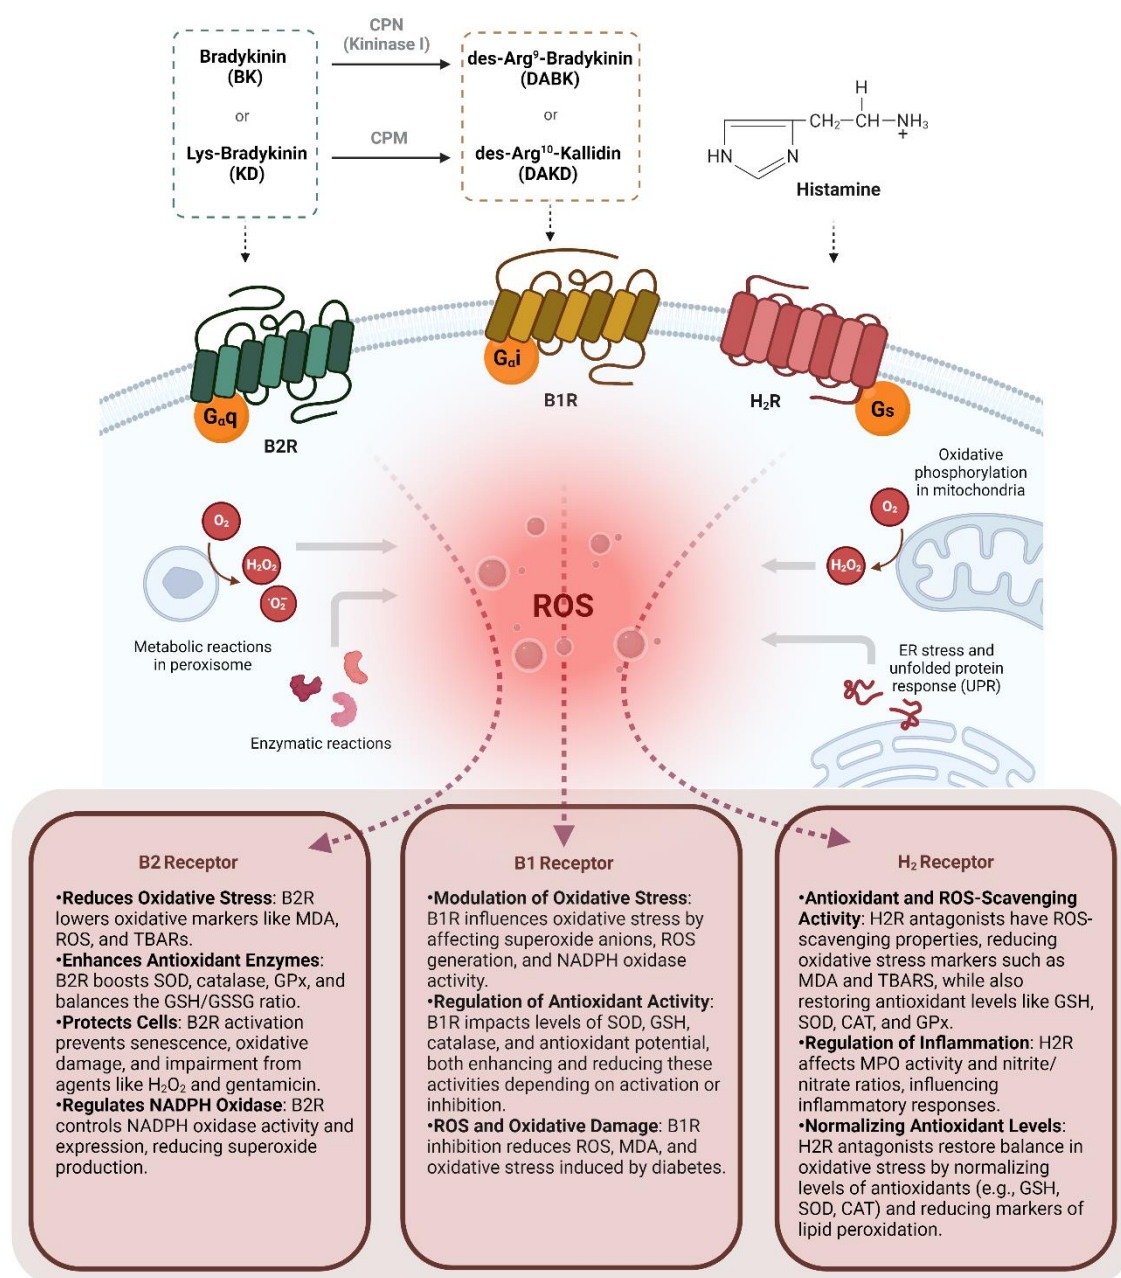 CPN
(Kininase I)
Bradykinin
(BK)
or
Lys-Bradykinin
(KD)
CPM
des-Arg⁹-Bradykinin
(DABK)
or
des-Arg¹⁰-Kallidin
(DAKD)
H
CH₂—CH—NH₃
+
HN
N
Histamine
Gαq
B2R
Gαi
B1R
H₂R
Gs
O₂
H₂O₂
·O₂⁻
Metabolic reactions
in peroxisome
Enzymatic reactions
ROS
Oxidative
phosphorylation
in mitochondria
O₂
H₂O₂
ER stress and
unfolded protein
response (UPR)
B2 Receptor
•Reduces Oxidative Stress: B2R
lowers oxidative markers like MDA,
ROS, and TBARs.
•Enhances Antioxidant Enzymes:
B2R boosts SOD, catalase, GPx, and
balances the GSH/GSSG ratio.
•Protects Cells: B2R activation
prevents senescence, oxidative
damage, and impairment from
agents like H₂O₂ and gentamicin.
•Regulates NADPH Oxidase: B2R
controls NADPH oxidase activity and
expression, reducing superoxide
production.
B1 Receptor
•Modulation of Oxidative Stress:
B1R influences oxidative stress by
affecting superoxide anions, ROS
generation, and NADPH oxidase
activity.
•Regulation of Antioxidant Activity:
B1R impacts levels of SOD, GSH,
catalase, and antioxidant potential,
both enhancing and reducing these
activities depending on activation or
inhibition.
•ROS and Oxidative Damage: B1R
inhibition reduces ROS, MDA, and
oxidative stress induced by diabetes.
H₂ Receptor
•Antioxidant and ROS-Scavenging
Activity: H2R antagonists have ROS-
scavenging properties, reducing
oxidative stress markers such as
MDA and TBARS, while also
restoring antioxidant levels like GSH,
SOD, CAT, and GPx.
•Regulation of Inflammation: H2R
affects MPO activity and nitrite/
nitrate ratios, influencing
inflammatory responses.
•Normalizing Antioxidant Levels:
H2R antagonists restore balance in
oxidative stress by normalizing
levels of antioxidants (e.g., GSH,
SOD, CAT) and reducing markers of
lipid peroxidation.